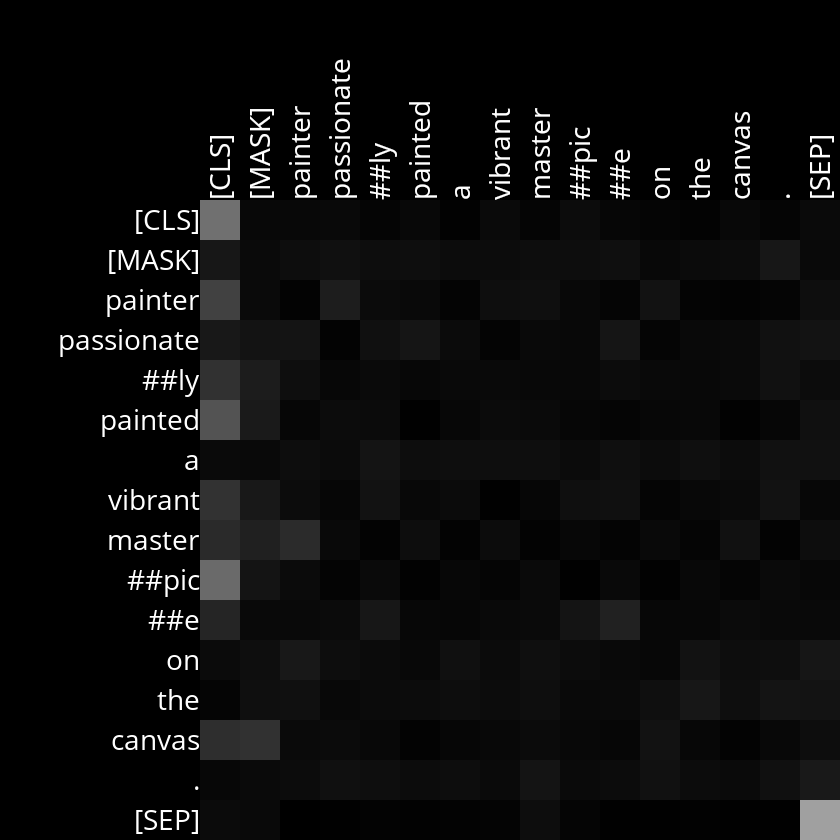 [CLS]
[MASK]
painter
passionate
##ly
painted
a
vibrant
master
##pic
##e
on
the
canvas
.
[SEP]
[CLS]
[MASK]
painter
passionate
##ly
painted
a
vibrant
master
##pic
##e
on
the
canvas
.
[SEP]